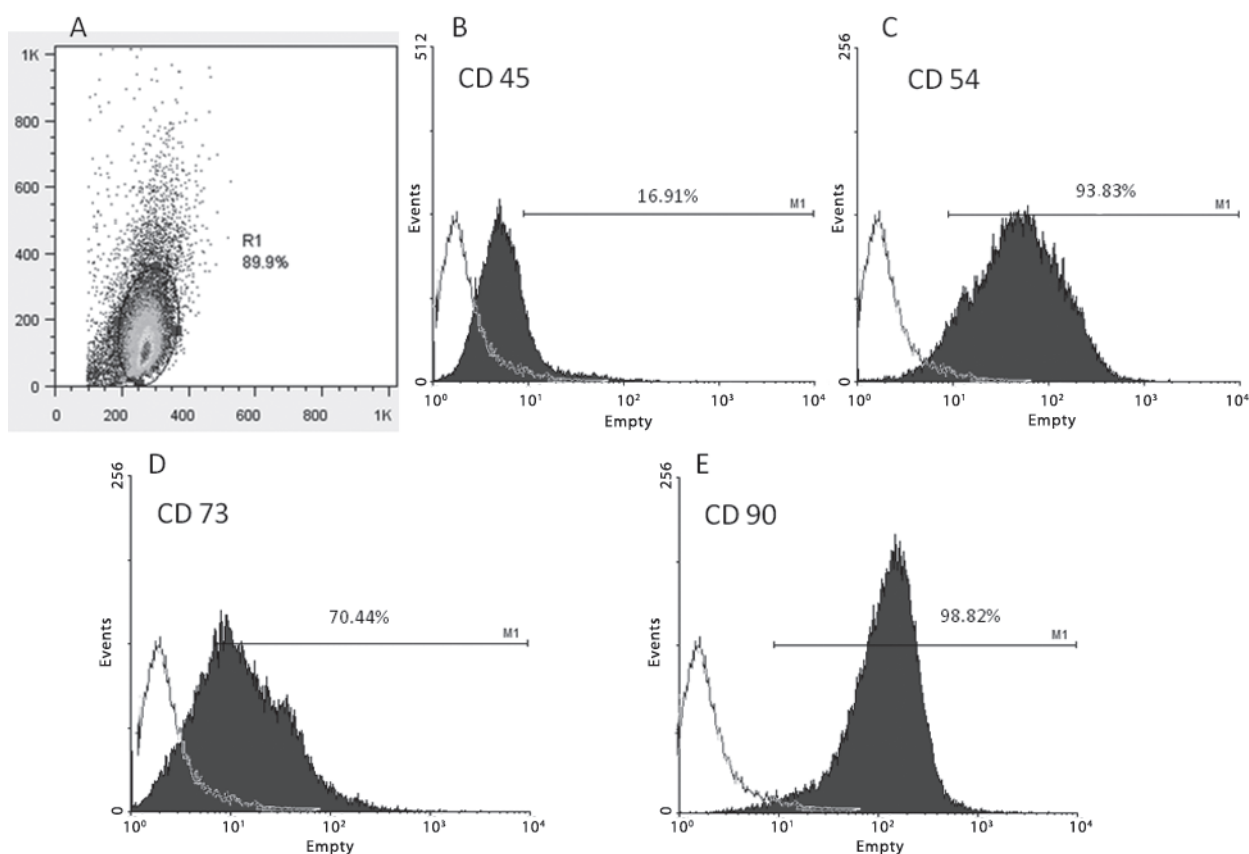 A
1K
800
600
400
200
0
R1
89.9%
0 200 400 600 800 1K
B
512
CD 45
Events
16.91%
M1
0
10⁰ 10¹ 10² 10³ 10⁴
Empty
C
256
CD 54
Events
93.83%
M1
0
10⁰ 10¹ 10² 10³ 10⁴
Empty
D
256
CD 73
Events
70.44%
M1
0
10⁰ 10¹ 10² 10³ 10⁴
Empty
E
256
CD 90
Events
98.82%
M1
0
10⁰ 10¹ 10² 10³ 10⁴
Empty